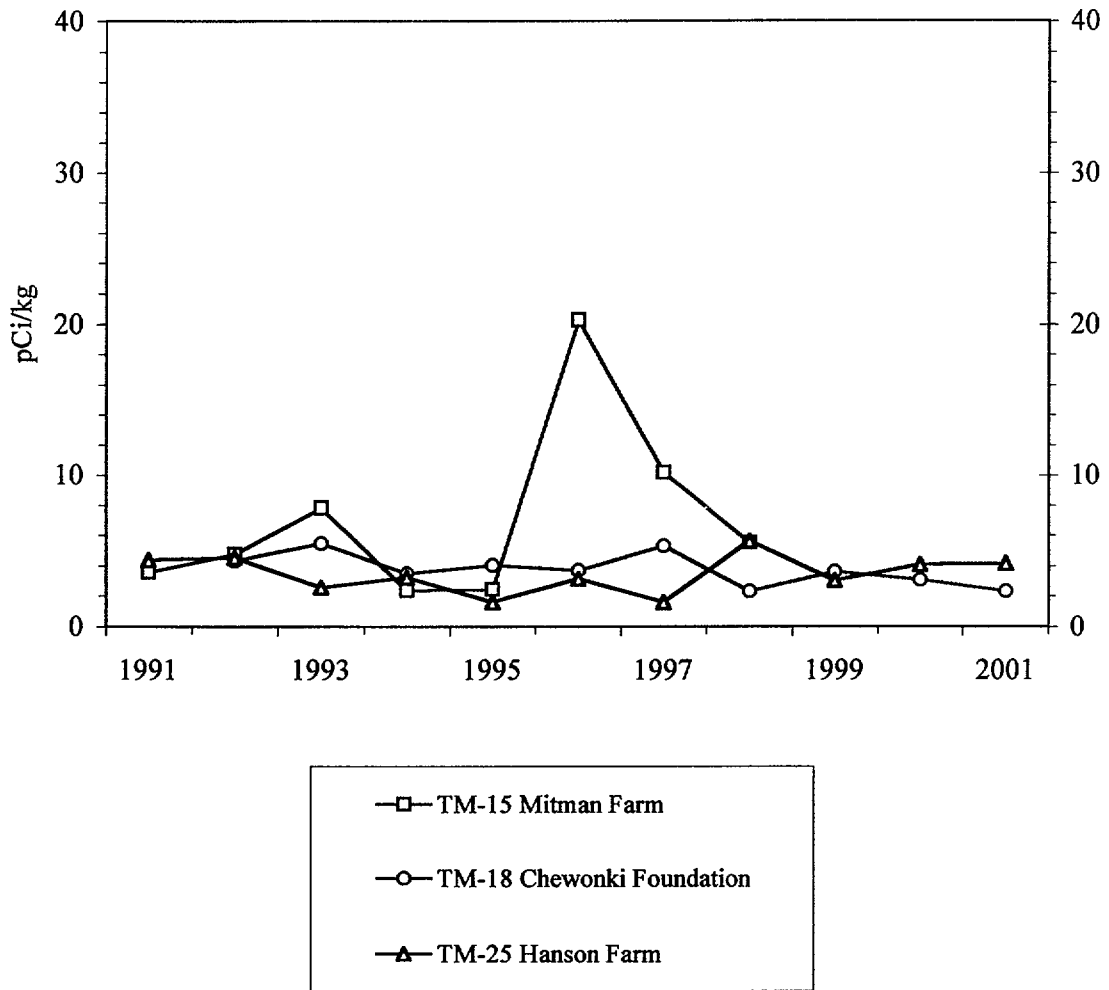 40 40
30 30
pCi/kg
20 20
10 10
0 0
1991 1993 1995 1997 1999 2001
TM-15 Mitman Farm
TM-18 Chewonki Foundation
TM-25 Hanson Farm